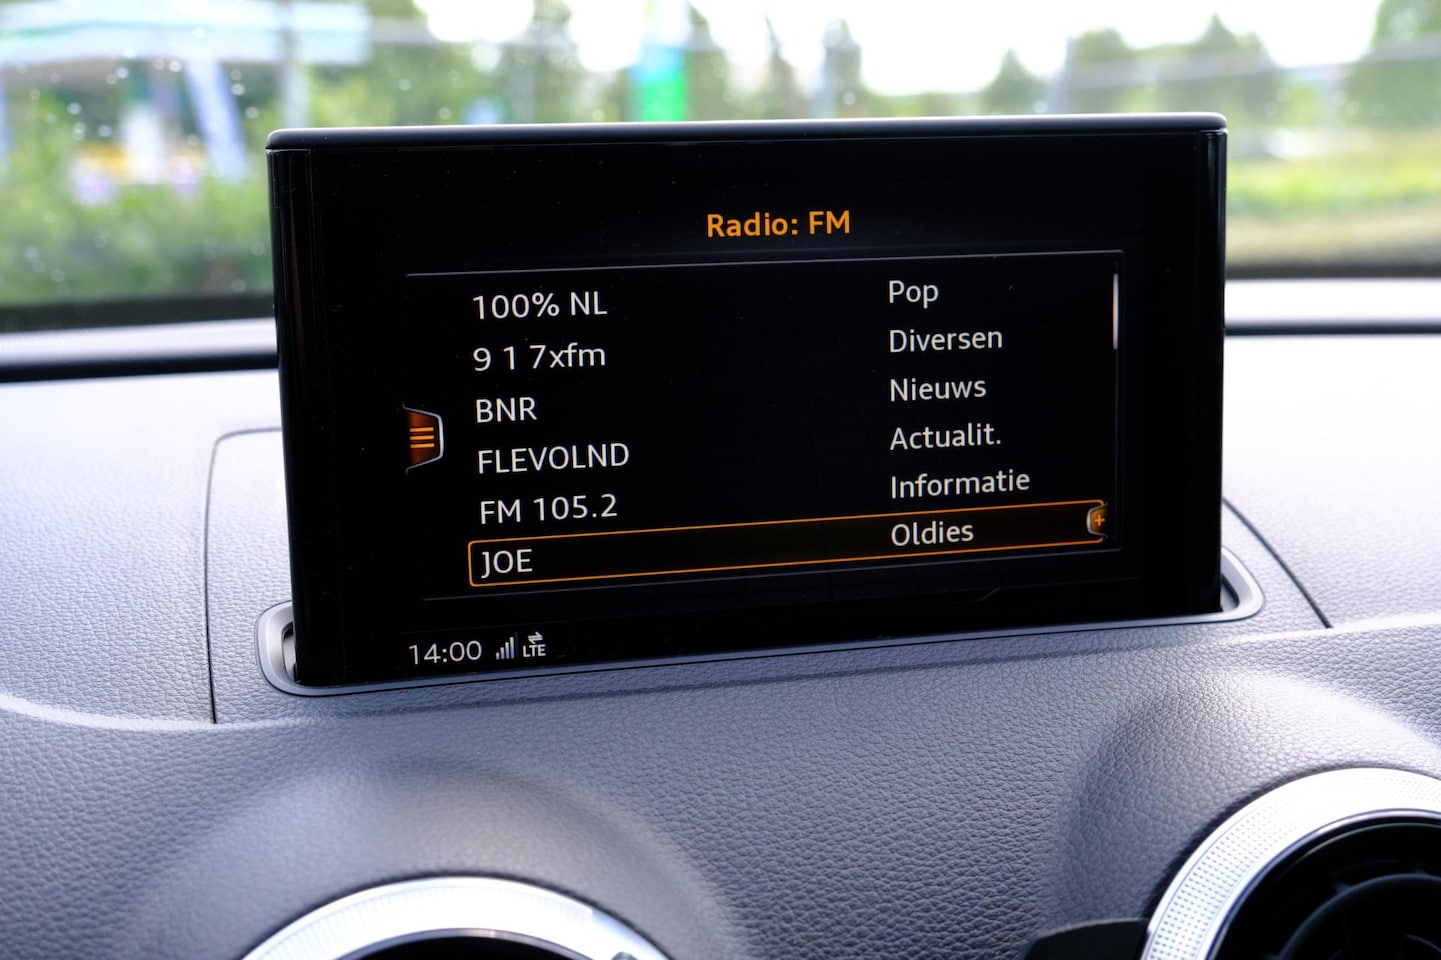 Radio: FM
100% NL Pop
9 1 7xfm Diversen
BNR Nieuws
FLEVOLND Actualit.
FM 105.2 Informatie
JOE Oldies
14:00 LTE